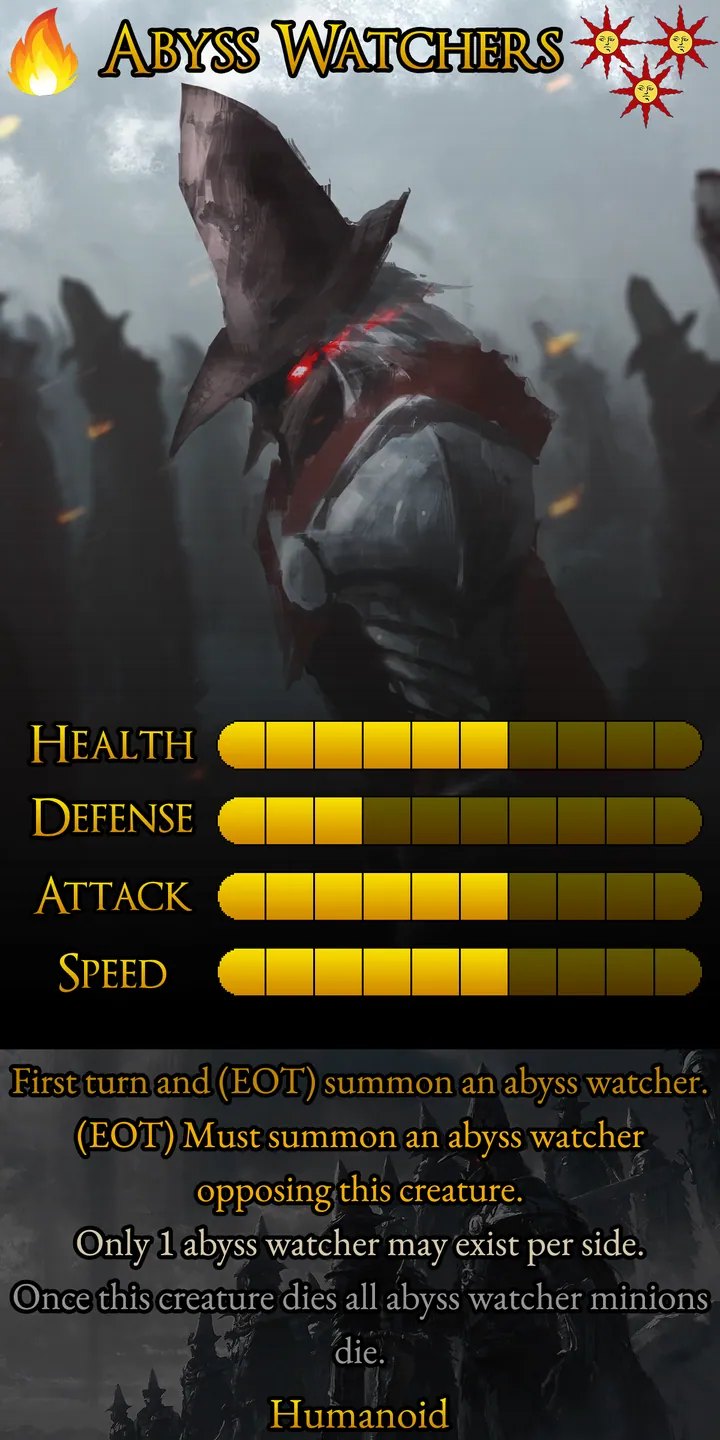 Abyss Watchers
Health
Defense
Attack
Speed
First turn and (EOT) summon an abyss watcher.
(EOT) Must summon an abyss watcher
opposing this creature.
Only 1 abyss watcher may exist per side.
Once this creature dies all abyss watcher minions
die.
Humanoid